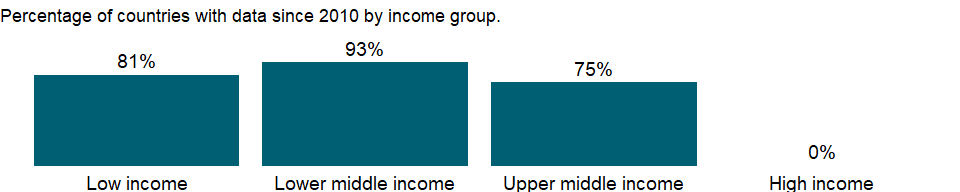 Percentage of countries with data since 2010 by income group.
81% 93% 75% 0%
Low income Lower middle income Upper middle income High income